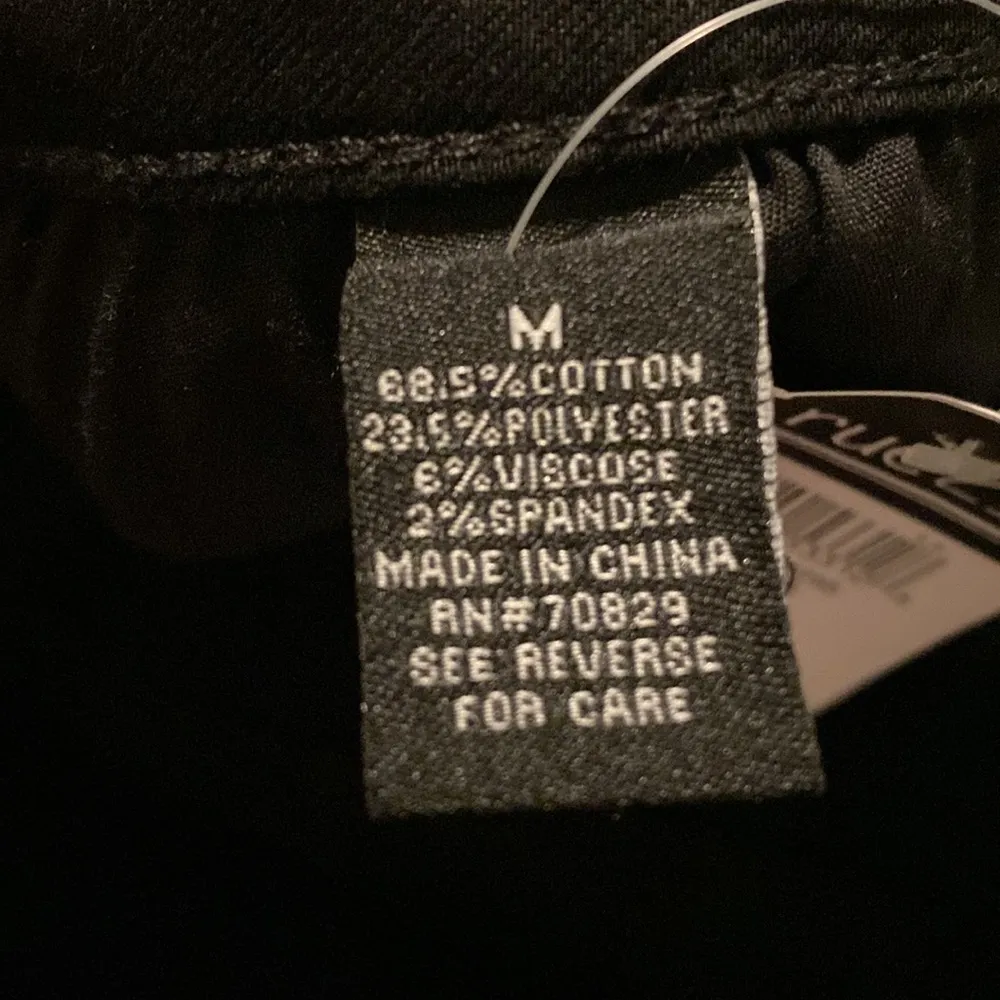 M
68.5%COTTON
23.5%POLYESTER
6%VISCOSE
2%SPANDEX
MADE IN CHINA
RN#70829
SEE REVERSE
FOR CARE